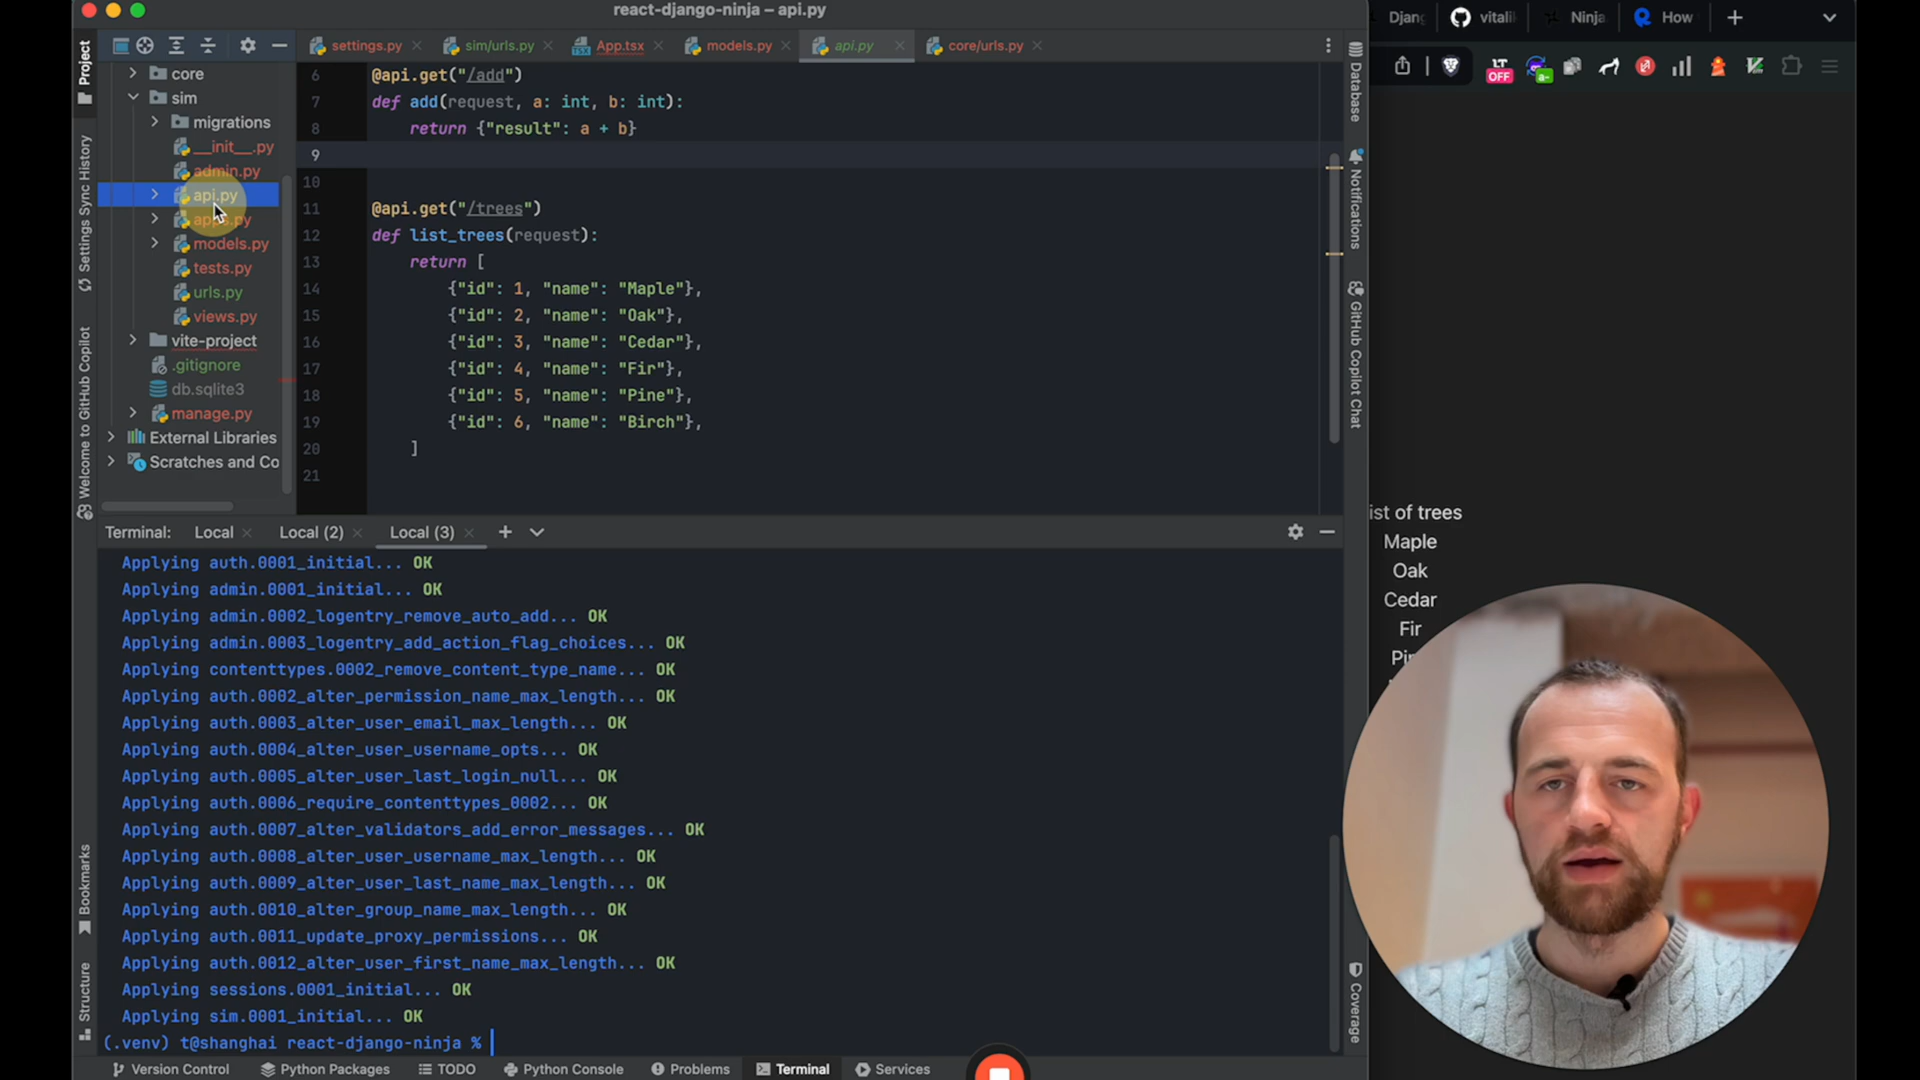 react-django-ninja – api.py
Djang
vitalil
Ninja
How
Project
settings.py
sim/urls.py
App.tsx
models.py
api.py
core/urls.py
LT
OFF
a-
core
sim
migrations
__init__.py
admin.py
api.py
apps.py
models.py
tests.py
urls.py
views.py
vite-project
.gitignore
db.sqlite3
manage.py
External Libraries
Scratches and Co
6 @api.get("/add")
7 def add(request, a: int, b: int):
8 return {"result": a + b}
9
10
11 @api.get("/trees")
12 def list_trees(request):
13 return [
14 {"id": 1, "name": "Maple"},
15 {"id": 2, "name": "Oak"},
16 {"id": 3, "name": "Cedar"},
17 {"id": 4, "name": "Fir"},
18 {"id": 5, "name": "Pine"},
19 {"id": 6, "name": "Birch"},
20 ]
21
Settings Sync History
Welcome to GitHub Copilot
Bookmarks
Structure
Database
Notifications
GitHub Copilot Chat
Coverage
ist of trees
Maple
Oak
Cedar
Fir
Terminal: Local Local (2) Local (3)
Applying auth.0001_initial... OK
Applying admin.0001_initial... OK
Applying admin.0002_logentry_remove_auto_add... OK
Applying admin.0003_logentry_add_action_flag_choices... OK
Applying contenttypes.0002_remove_content_type_name... OK
Applying auth.0002_alter_permission_name_max_length... OK
Applying auth.0003_alter_user_email_max_length... OK
Applying auth.0004_alter_user_username_opts... OK
Applying auth.0005_alter_user_last_login_null... OK
Applying auth.0006_require_contenttypes_0002... OK
Applying auth.0007_alter_validators_add_error_messages... OK
Applying auth.0008_alter_user_username_max_length... OK
Applying auth.0009_alter_user_last_name_max_length... OK
Applying auth.0010_alter_group_name_max_length... OK
Applying auth.0011_update_proxy_permissions... OK
Applying auth.0012_alter_user_first_name_max_length... OK
Applying sessions.0001_initial... OK
Applying sim.0001_initial... OK
(.venv) t@shanghai react-django-ninja %
Version Control
Python Packages
TODO
Python Console
Problems
Terminal
Services